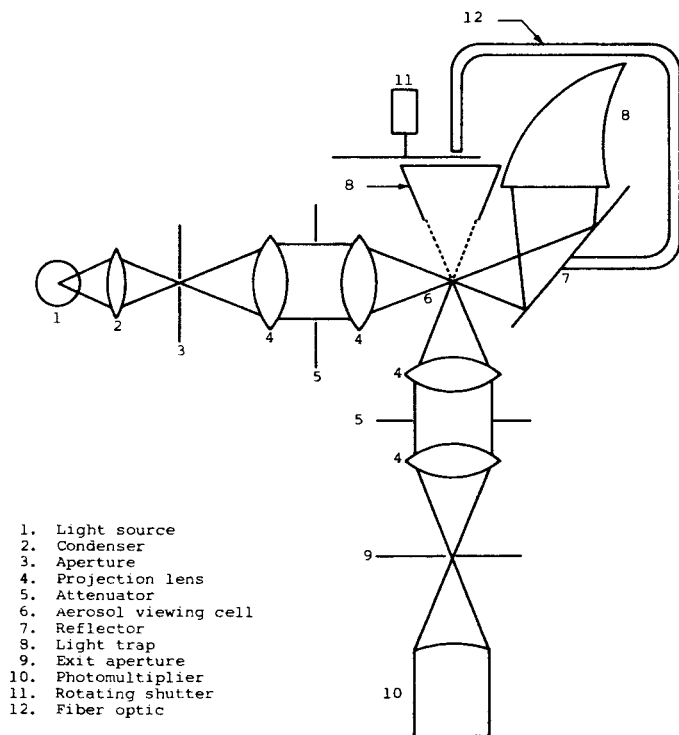 12
11
8
8
7
6
1
2
3
4
4
5
4
5
4
9
10
1. Light source
2. Condenser
3. Aperture
4. Projection lens
5. Attenuator
6. Aerosol viewing cell
7. Reflector
8. Light trap
9. Exit aperture
10. Photomultiplier
11. Rotating shutter
12. Fiber optic